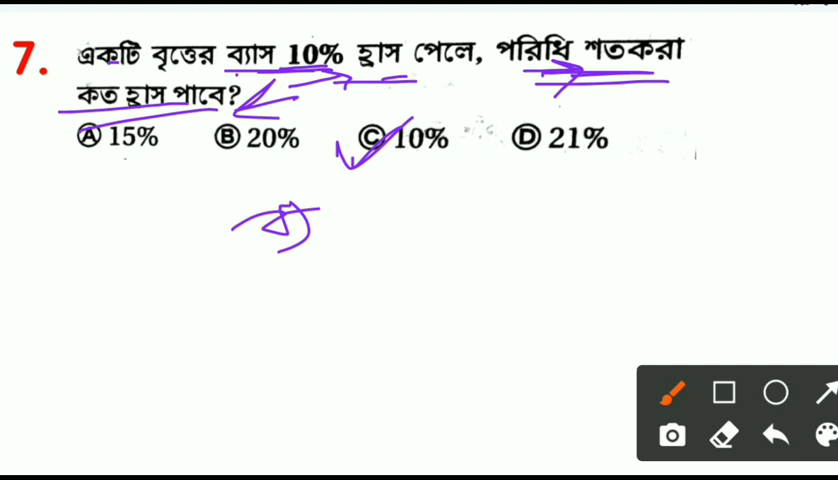 7. একটি বৃত্তের ব্যাস 10% হ্রাস পেলে, পরিধি শতকরা
কত হ্রাস পাবে?
Ⓐ 15% Ⓑ 20% Ⓒ 10% Ⓓ 21%